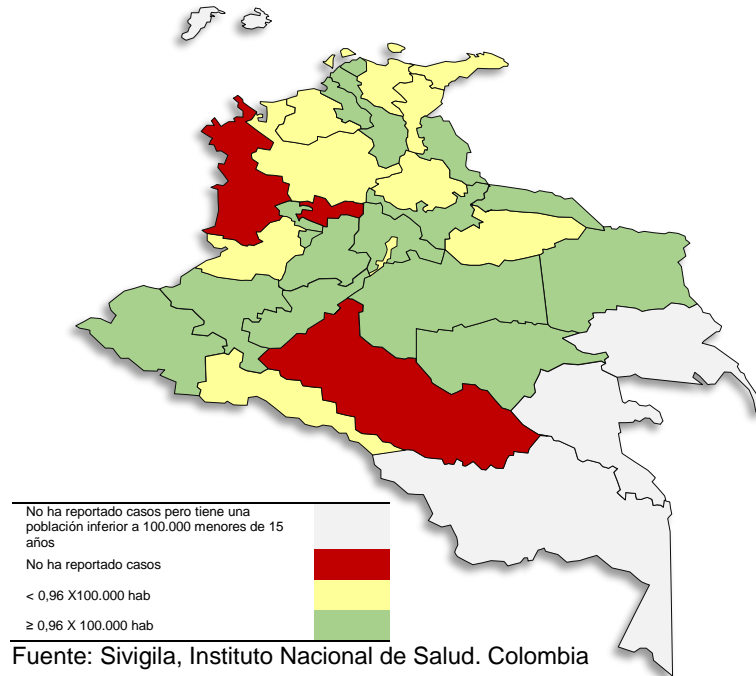 No ha reportado casos pero tiene una
población inferior a 100.000 menores de 15
años
No ha reportado casos
< 0,96 X100.000 hab
≥ 0,96 X 100.000 hab
Fuente: Sivigila, Instituto Nacional de Salud. Colombia